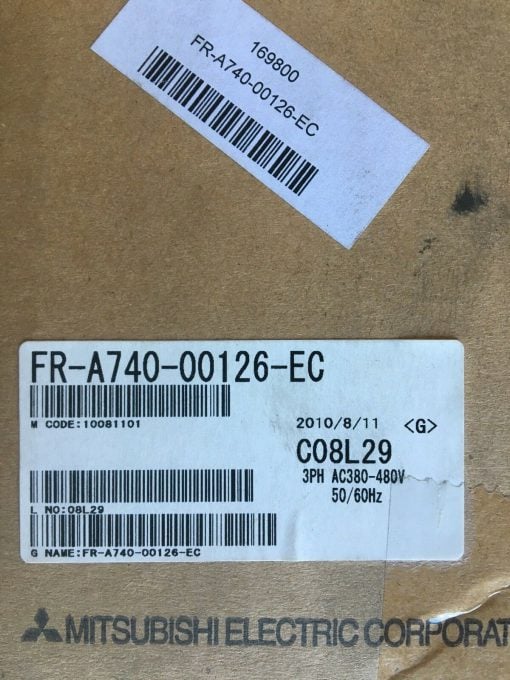 169800
FR-A740-00126-EC
FR-A740-00126-EC
M CODE:10081101
2010/8/11 <G>
C08L29
3PH AC380-480V
50/60Hz
L NO:08L29
G NAME:FR-A740-00126-EC
MITSUBISHI ELECTRIC CORPORAT